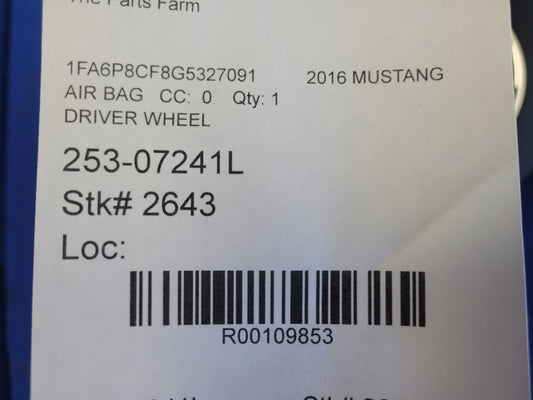 The Parts Farm
1FA6P8CF8G5327091 2016 MUSTANG
AIR BAG CC: 0 Qty: 1
DRIVER WHEEL
253-07241L
Stk# 2643
Loc:
R00109853